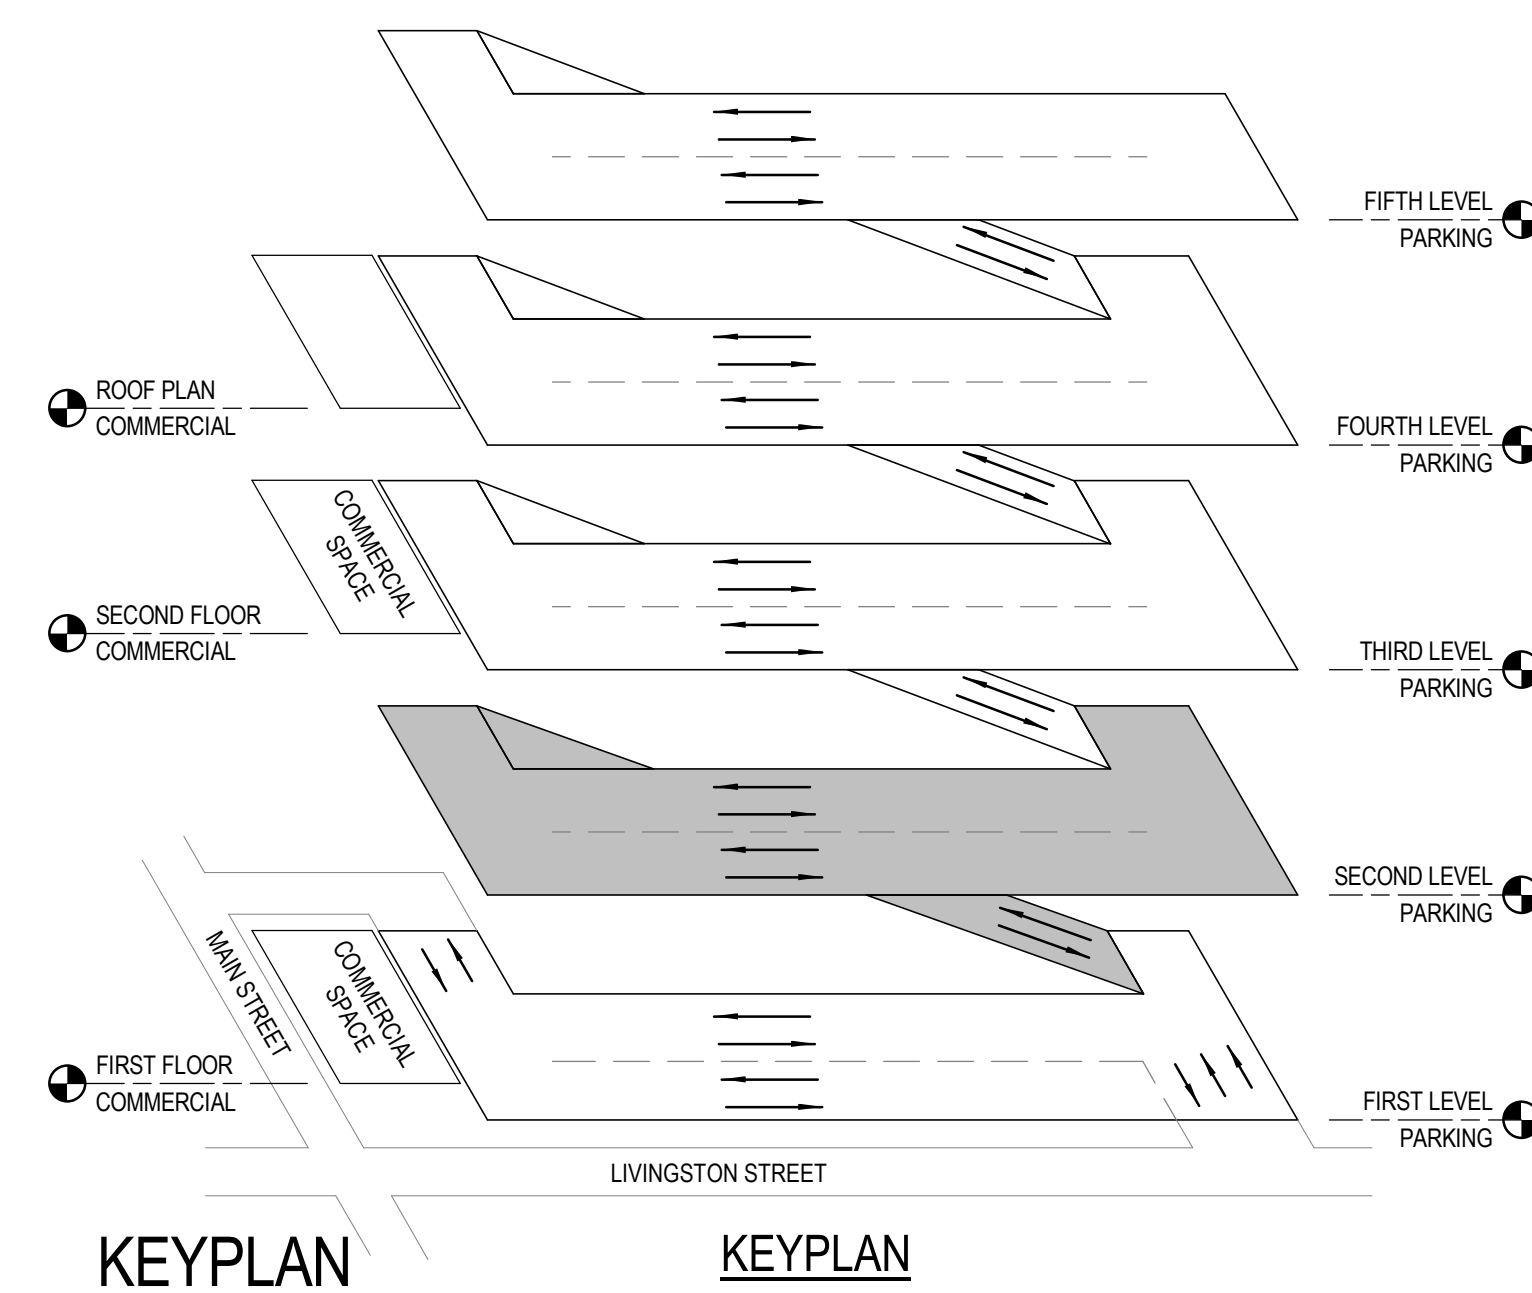 FIFTH LEVEL
PARKING
ROOF PLAN
COMMERCIAL
FOURTH LEVEL
PARKING
COMMERCIAL
SPACE
SECOND FLOOR
COMMERCIAL
THIRD LEVEL
PARKING
SECOND LEVEL
PARKING
MAIN STREET
COMMERCIAL
SPACE
FIRST FLOOR
COMMERCIAL
FIRST LEVEL
PARKING
LIVINGSTON STREET
KEYPLAN
KEYPLAN